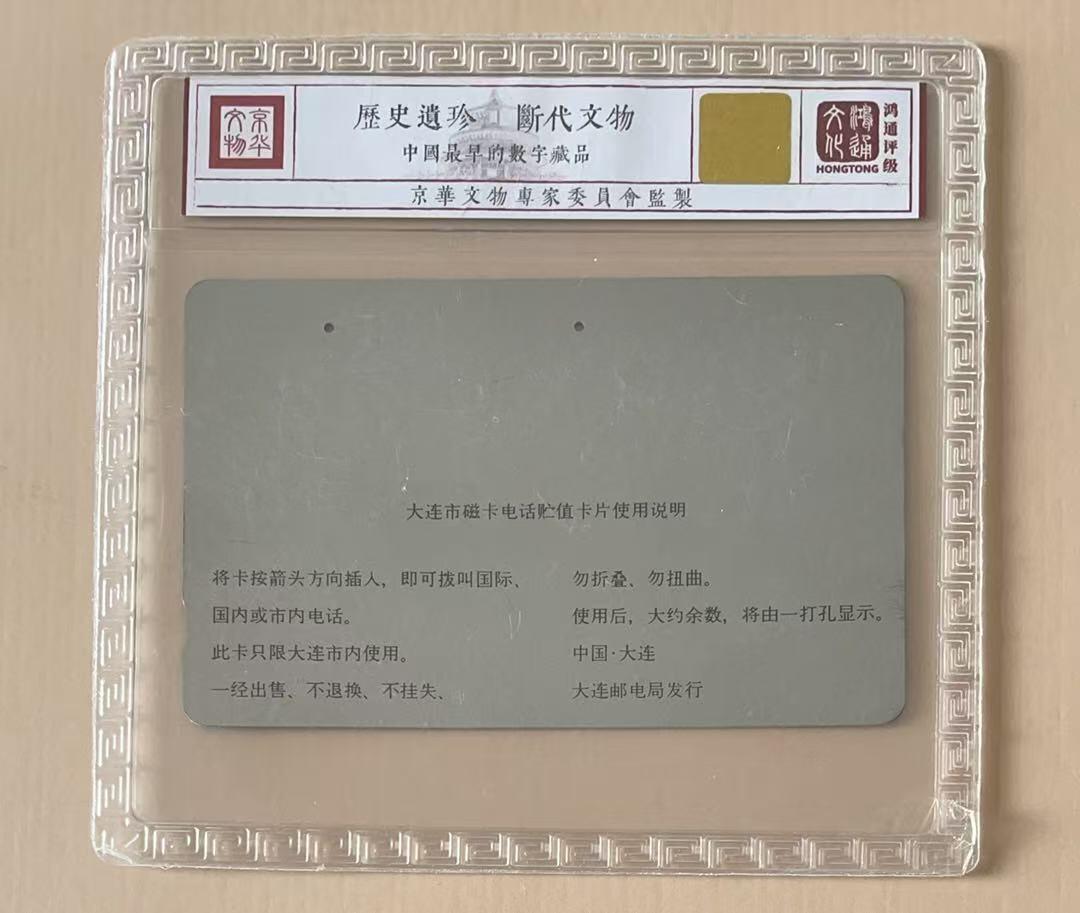 京华文物
歷史遺珍 斷代文物
中國最早的數字藏品
京華文物專家委員會監製
鴻通文化
HONGTONG
鸿通评级
大连市磁卡电话贮值卡片使用说明
将卡按箭头方向插入，即可拨叫国际、
国内或市内电话。
此卡只限大连市内使用。
一经出售、不退换、不挂失、
勿折叠、勿扭曲。
使用后，大约余数，将由一打孔显示。
中国·大连
大连邮电局发行